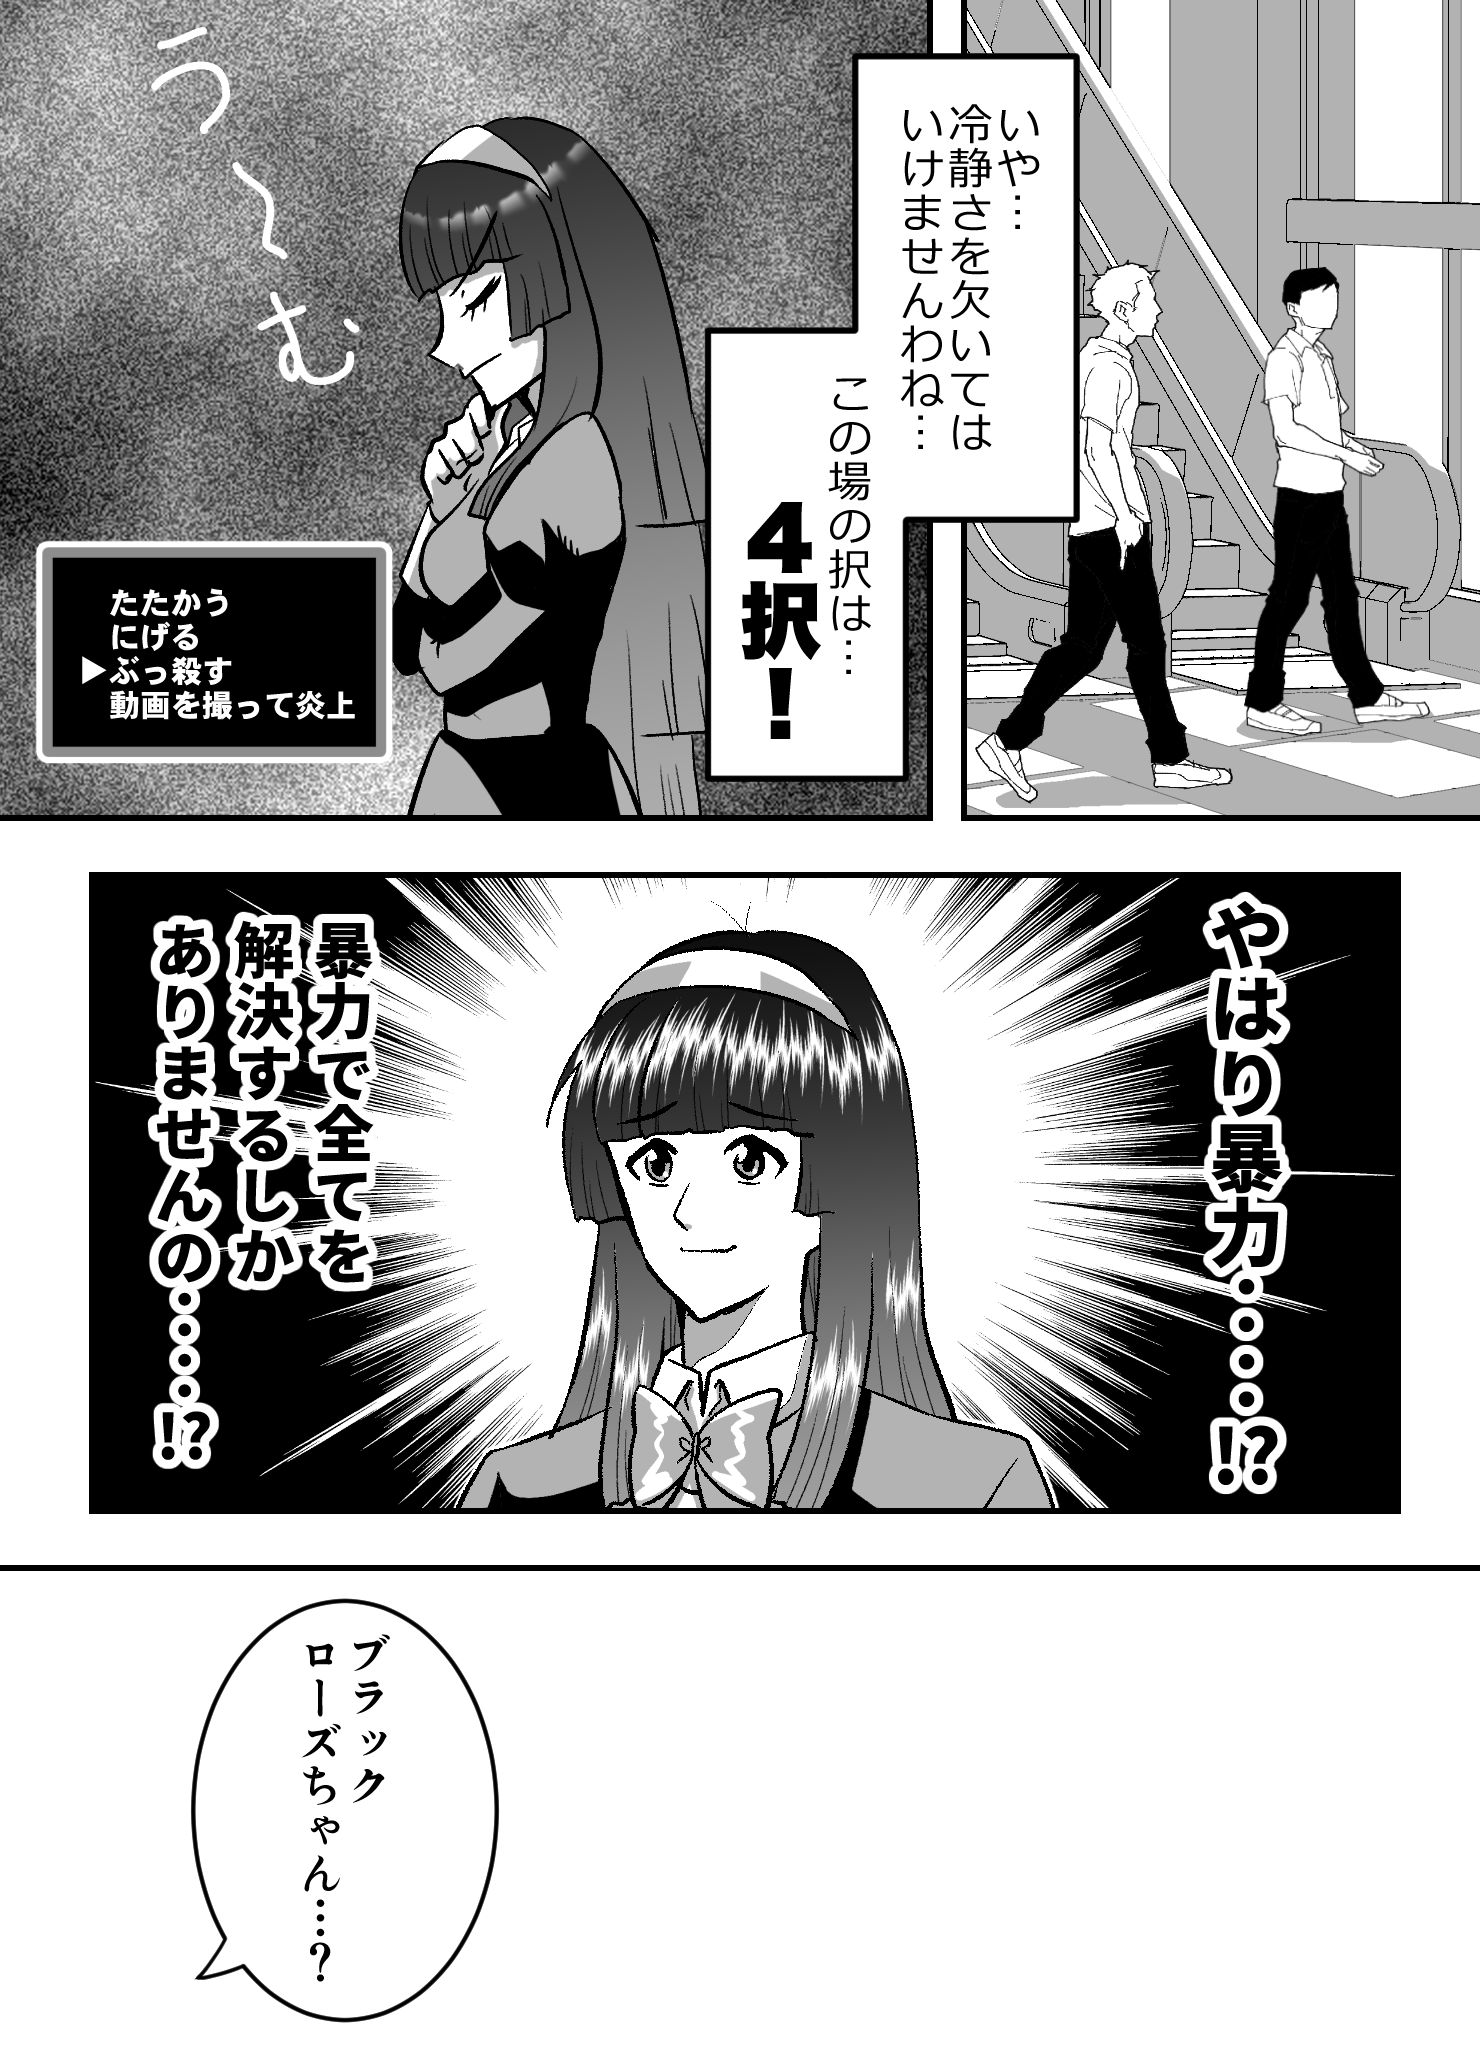 いや…
冷静さを欠いては
いけませんわね…
この場の択は…
4択！
う〜む
たたかう
にげる
▶ぶっ殺す
動画を撮って炎上
やはり暴力……!?
暴力で全てを
解決するしか
ありませんの……!?
ブラック
ローズちゃん…？